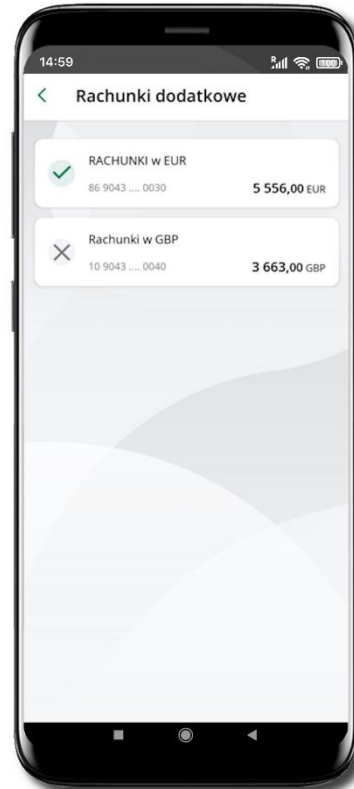 14:59
Rachunki dodatkowe
RACHUNKI w EUR
86 9043 .... 0030 5 556,00 EUR
Rachunki w GBP
10 9043 .... 0040 3 663,00 GBP